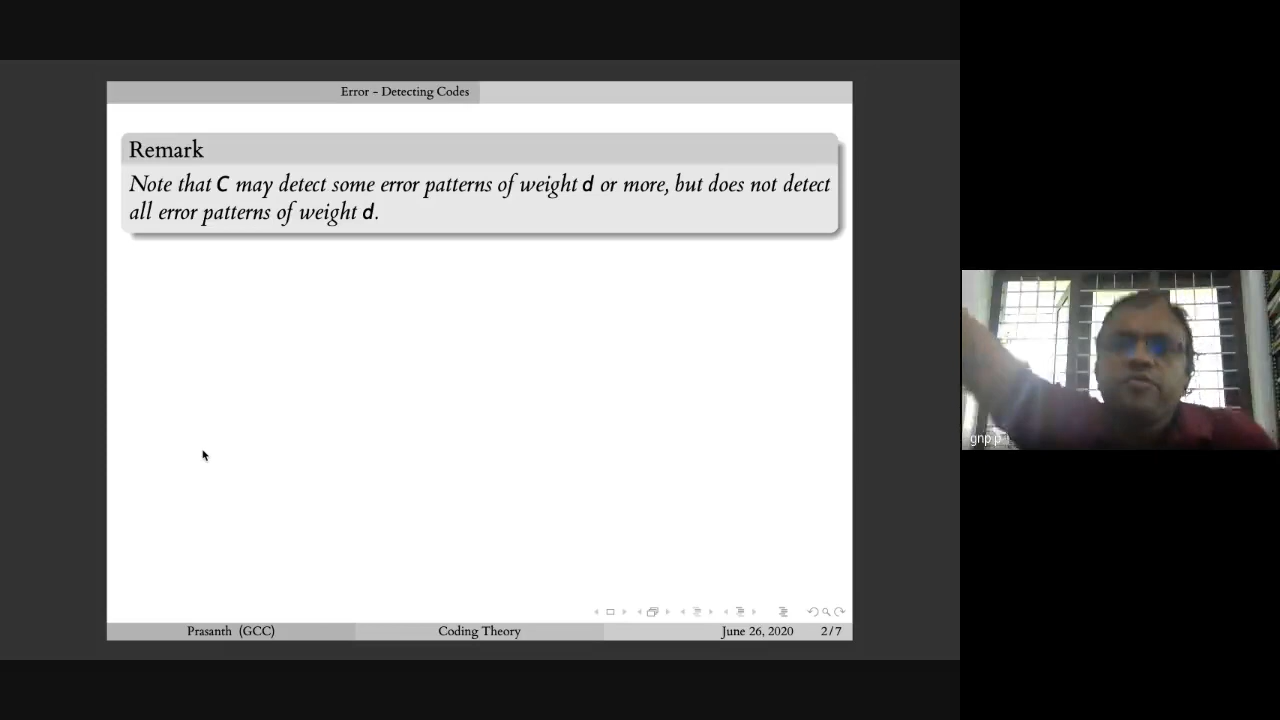 Error - Detecting Codes
Remark
Note that C may detect some error patterns of weight d or more, but does not detect
all error patterns of weight d.
Prasanth (GCC)
Coding Theory
June 26, 2020
2/7
gnp p